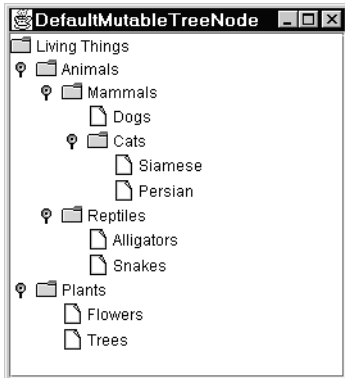 DefaultMutableTreeNode
Living Things
Animals
Mammals
Dogs
Cats
Siamese
Persian
Reptiles
Alligators
Snakes
Plants
Flowers
Trees